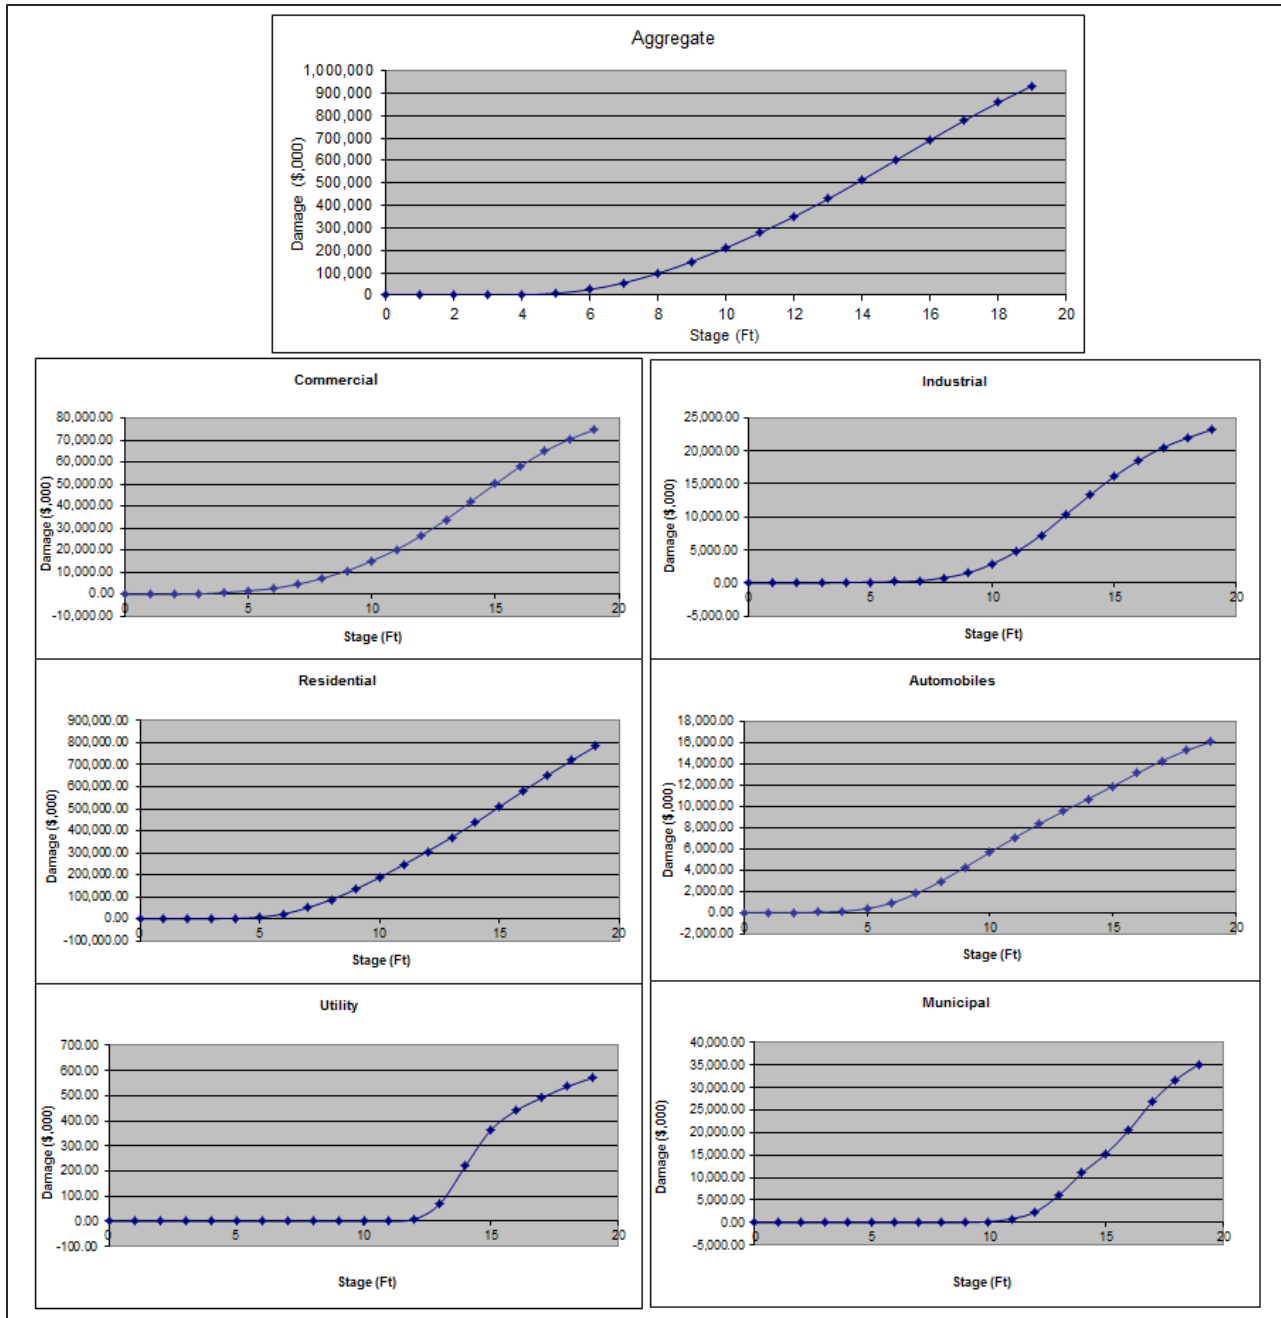 Aggregate
Damage ($,000)
1,000,000
900,000
800,000
700,000
600,000
500,000
400,000
300,000
200,000
100,000
0
0 2 4 6 8 10 12 14 16 18 20
Stage (Ft)
Commercial
Damage ($,000)
80,000.00
70,000.00
60,000.00
50,000.00
40,000.00
30,000.00
20,000.00
10,000.00
0.00
-10,000.00
0 5 10 15 20
Stage (Ft)
Industrial
Damage ($,000)
25,000.00
20,000.00
15,000.00
10,000.00
5,000.00
0.00
-5,000.00
0 5 10 15 20
Stage (Ft)
Residential
Damage ($,000)
900,000.00
800,000.00
700,000.00
600,000.00
500,000.00
400,000.00
300,000.00
200,000.00
100,000.00
0.00
-100,000.00
0 5 10 15 20
Stage (Ft)
Automobiles
Damage ($,000)
18,000.00
16,000.00
14,000.00
12,000.00
10,000.00
8,000.00
6,000.00
4,000.00
2,000.00
0.00
-2,000.00
0 5 10 15 20
Stage (Ft)
Utility
Damage ($,000)
700.00
600.00
500.00
400.00
300.00
200.00
100.00
0.00
-100.00
0 5 10 15 20
Stage (Ft)
Municipal
Damage ($,000)
40,000.00
35,000.00
30,000.00
25,000.00
20,000.00
15,000.00
10,000.00
5,000.00
0.00
-5,000.00
0 5 10 15 20
Stage (Ft)